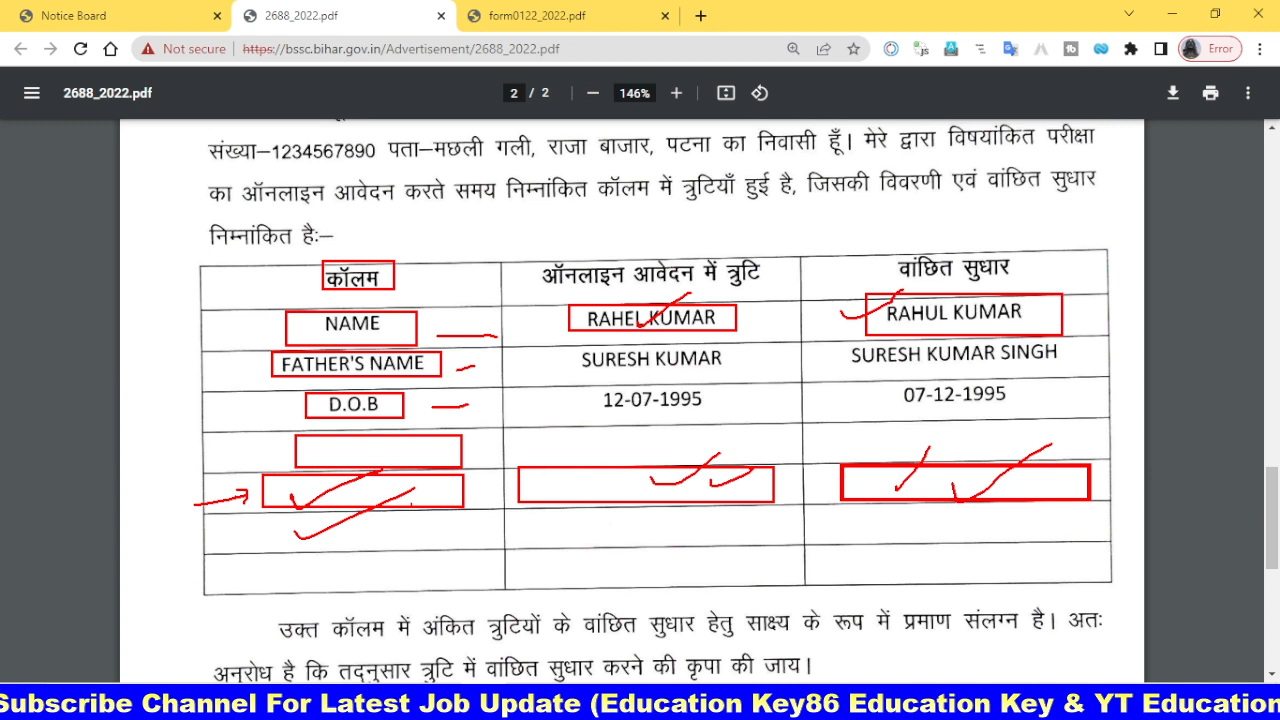 Notice Board
2688_2022.pdf
form0122_2022.pdf
Not secure
https://bssc.bihar.gov.in/Advertisement/2688_2022.pdf
Error
2688_2022.pdf
2 / 2
146%
संख्या–1234567890 पता–मछली गली, राजा बाजार, पटना का निवासी हूँ। मेरे द्वारा विषयांकित परीक्षा
का ऑनलाइन आवेदन करते समय निम्नांकित कॉलम में त्रुटियाँ हुई है, जिसकी विवरणी एवं वांछित सुधार
निम्नांकित हैः–
कॉलम ऑनलाइन आवेदन में त्रुटि वांछित सुधार
NAME RAHEL KUMAR RAHUL KUMAR
FATHER'S NAME SURESH KUMAR SURESH KUMAR SINGH
D.O.B 12-07-1995 07-12-1995
उक्त कॉलम में अंकित त्रुटियों के वांछित सुधार हेतु साक्ष्य के रूप में प्रमाण संलग्न है। अतः
अनुरोध है कि तद्नुसार त्रुटि में वांछित सुधार करने की कृपा की जाय।
Subscribe Channel For Latest Job Update (Education Key86 Education Key & YT Education